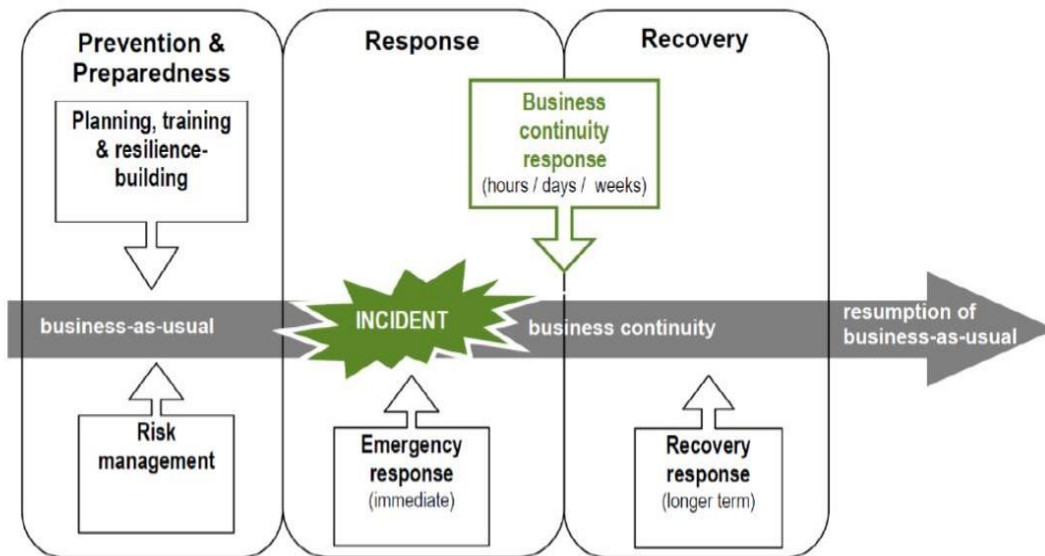 Prevention &
Preparedness
Response
Recovery
Planning, training
& resilience-
building
Business
continuity
response
(hours / days / weeks)
business-as-usual
INCIDENT
business continuity
resumption of
business-as-usual
Risk
management
Emergency
response
(immediate)
Recovery
response
(longer term)